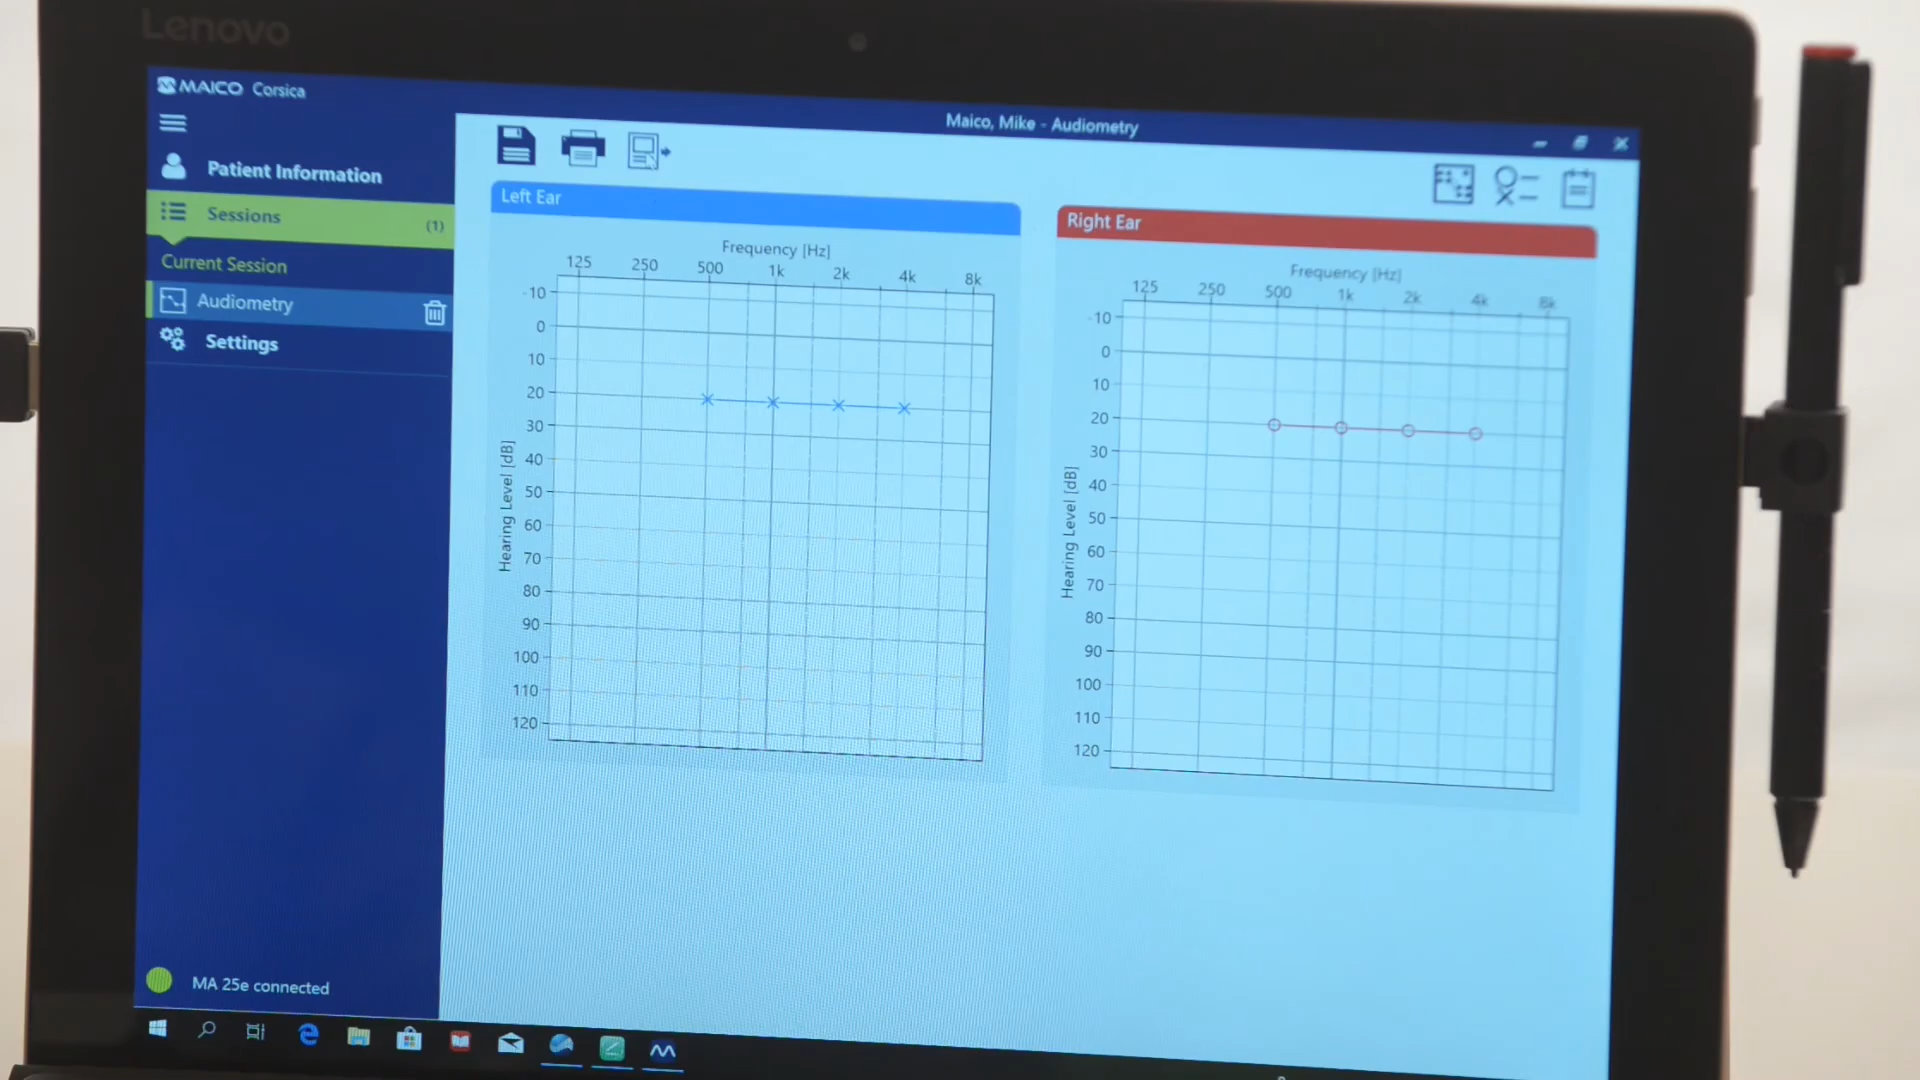 Lenovo
MAICO Corsica
Maico, Mike - Audiometry
Patient Information
Sessions (1)
Current Session
Audiometry
Settings
MA 25e connected
Left Ear
Frequency [Hz]
125 250 500 1k 2k 4k 8k
Hearing Level [dB]
-10
0
10
20
30
40
50
60
70
80
90
100
110
120
Right Ear
Frequency [Hz]
125 250 500 1k 2k 4k 8k
Hearing Level [dB]
-10
0
10
20
30
40
50
60
70
80
90
100
110
120